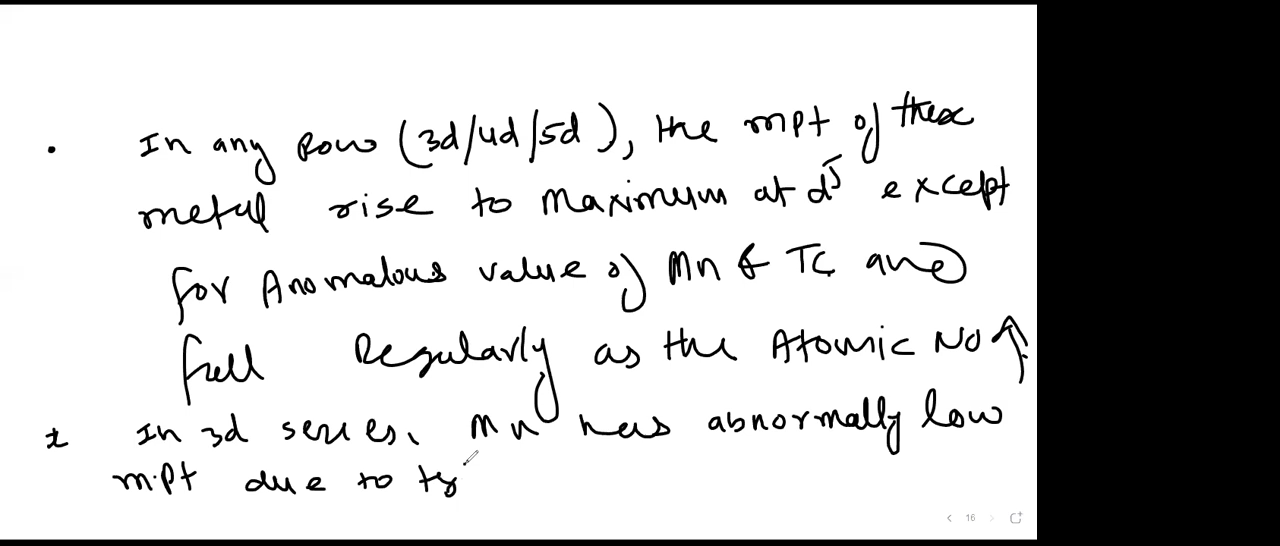 • In any Row (3d/4d/5d), the mpt of these
metal rise to Maximum at d⁵ except
for Anomalous value of Mn & Tc and
fall Regularly as the Atomic No ↑
* In 3d series, Mn has abnormally low
m.pt due to
< 16 >